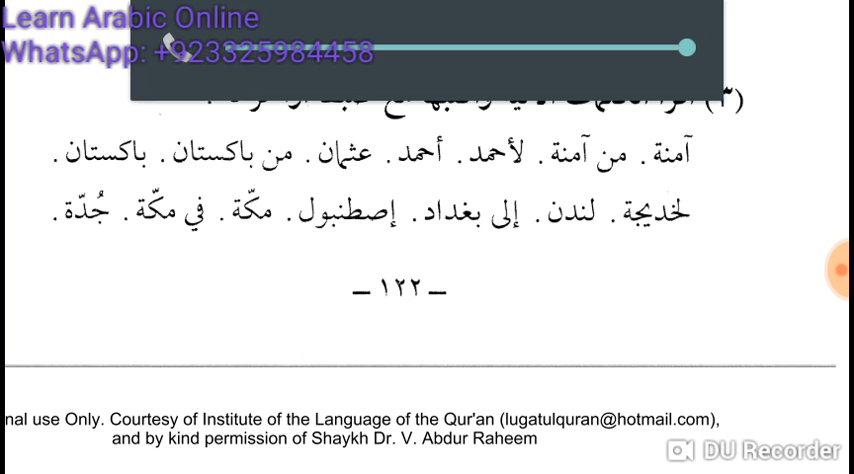 Learn Arabic Online
WhatsApp: +923325984458
(٣)
آمنة . من آمنة . لأحمد . أحمد . عثمان . من باكستان . باكستان .
لخديجة . لندن . إلى بغداد . إصطنبول . مكّة . في مكّة . جُدّة .
– ١٢٢ –
nal use Only. Courtesy of Institute of the Language of the Qur'an (lugatulquran@hotmail.com),
and by kind permission of Shaykh Dr. V. Abdur Raheem
DU Recorder